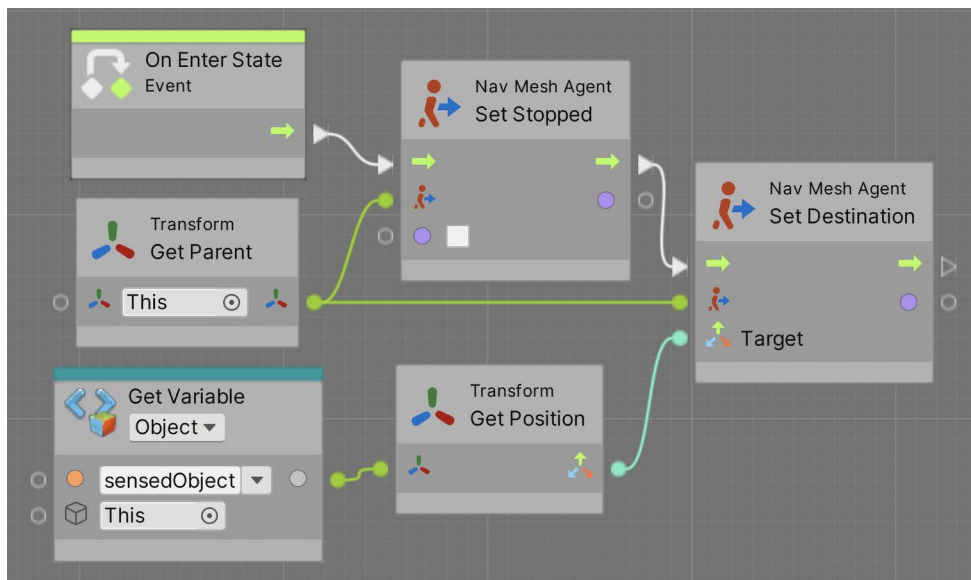 On Enter State
Event
Nav Mesh Agent
Set Stopped
Transform
Get Parent
This
Nav Mesh Agent
Set Destination
Target
Get Variable
Object
sensedObject
This
Transform
Get Position